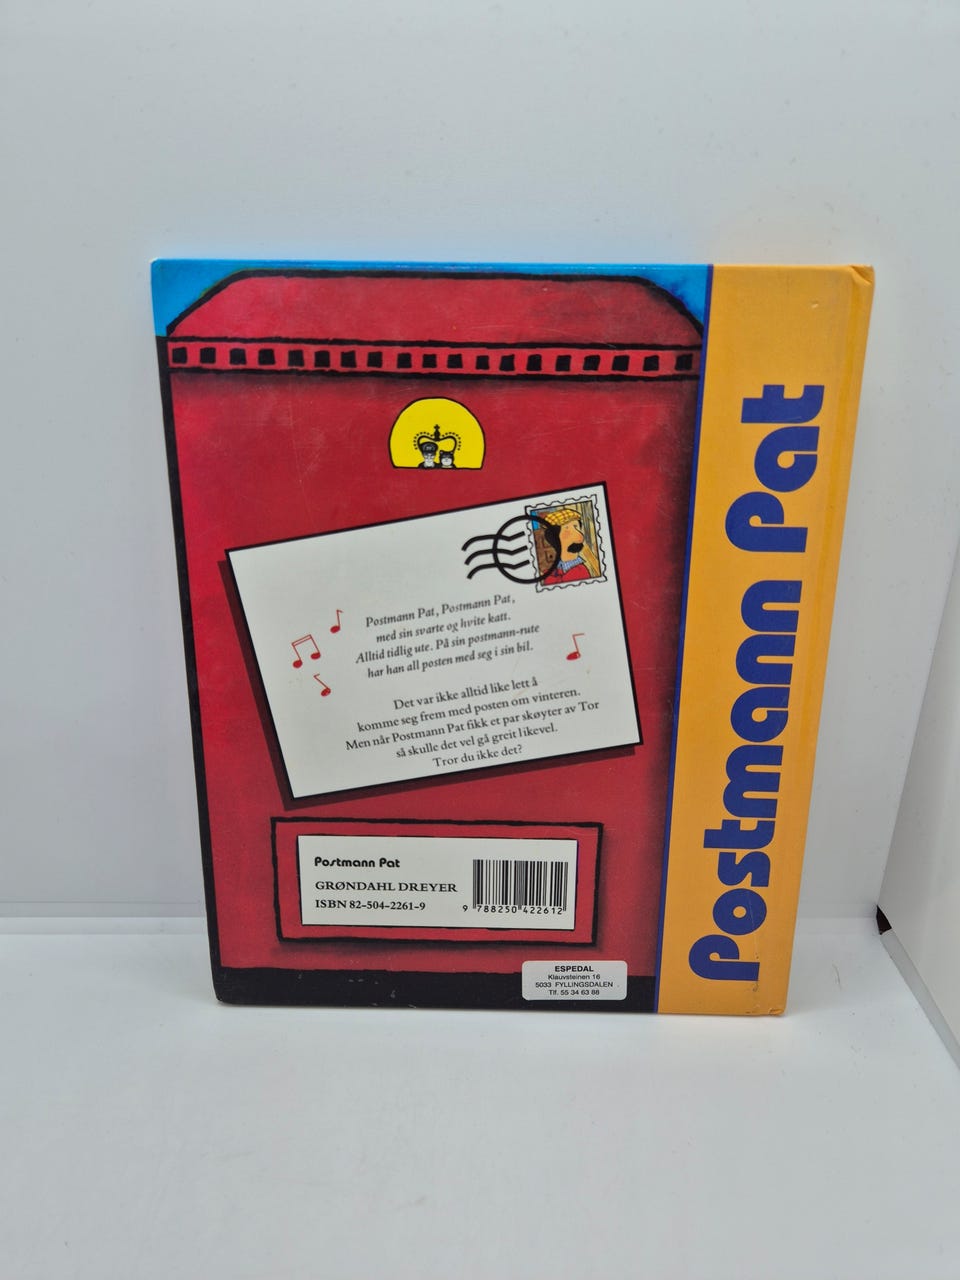 Postmann Pat, Postmann Pat,
med sin svarte og hvite katt.
Alltid tidlig ute. På sin postmann-rute
har han all posten med seg i sin bil.
Det var ikke alltid like lett å
komme seg frem med posten om vinteren.
Men når Postmann Pat fikk et par skøyter av Tor
så skulle det vel gå greit likevel.
Tror du ikke det?
Postmann Pat
GRØNDAHL DREYER
ISBN 82-504-2261-9
9 788250 422612
ESPEDAL
Klauvsteinen 16
5033 FYLLINGSDALEN
Tlf. 55 34 63 88
Postmann Pat